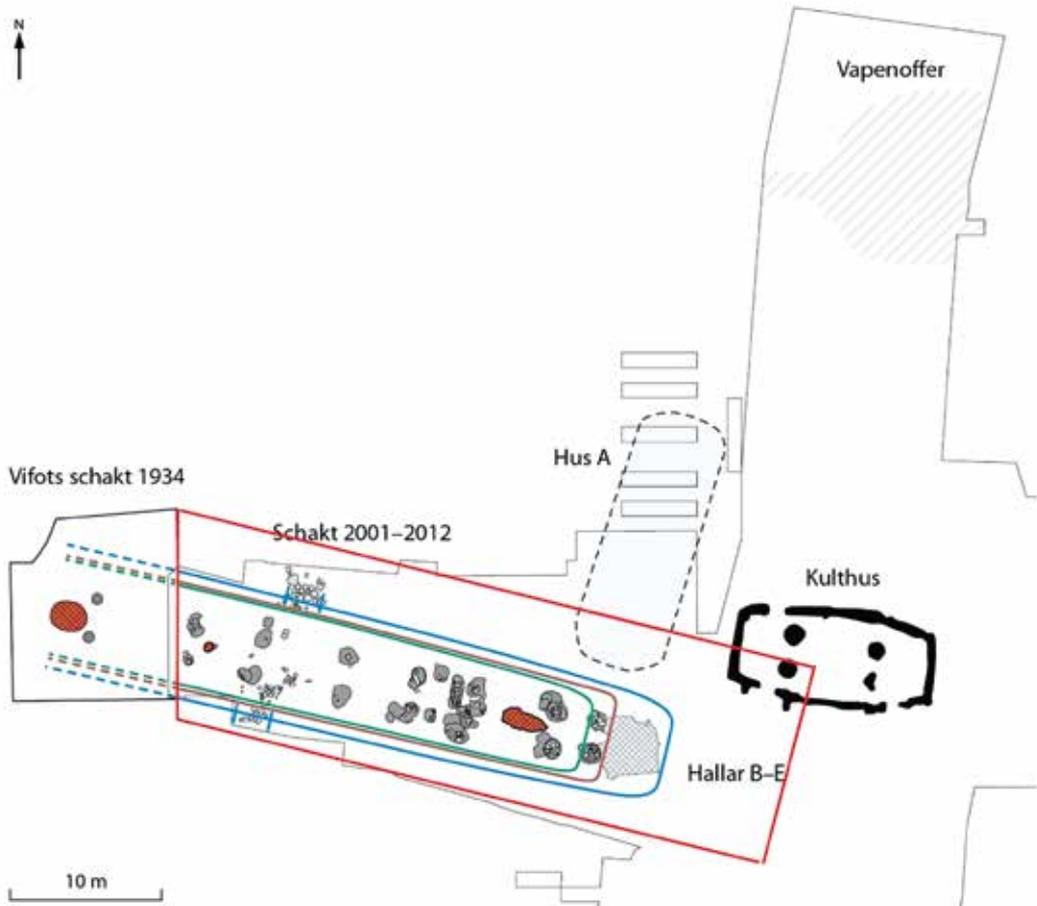 N
Vapenoffer
Hus A
Vifots schakt 1934
Schakt 2001–2012
Kulthus
Hallar B–E
10 m